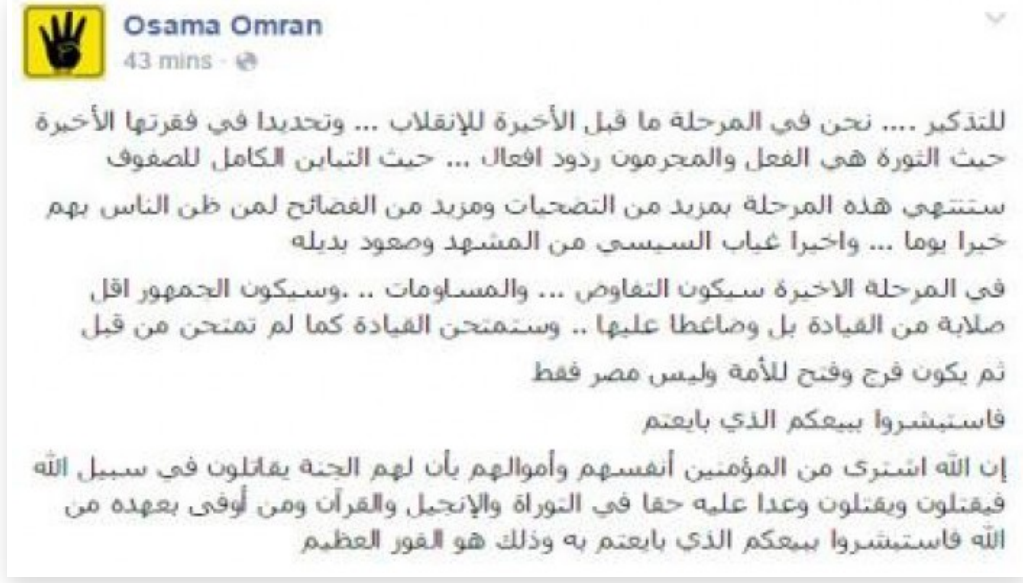 Osama Omran
43 mins ·
للتذكير .... نحن في المرحلة ما قبل الأخيرة للإنقلاب ... وتحديدا في فقرتها الأخيرة
حيث الثورة هي الفعل والمجرمون ردود افعال ... حيث التباين الكامل للصفوف
ستنتهي هذه المرحلة بمزيد من التضحيات ومزيد من الفضائح لمن ظن الناس بهم
خيرا يوما ... واخيرا غياب السيسي من المشهد وصعود بديله
في المرحلة الاخيرة سيكون التفاوض ... والمساومات .. .وسيكون الجمهور اقل
صلابة من القيادة بل وضاغطا عليها .. وستمتحن القيادة كما لم تمتحن من قبل
ثم يكون فرج وفتح للأمة وليس مصر فقط
فاستبشروا ببيعكم الذي بايعتم
إن الله اشترى من المؤمنين أنفسهم وأموالهم بأن لهم الجنة يقاتلون في سبيل الله
فيقتلون ويقتلون وعدا عليه حقا في التوراة والإنجيل والقرآن ومن أوفى بعهده من
الله فاستبشروا ببيعكم الذي بايعتم به وذلك هو الفوز العظيم